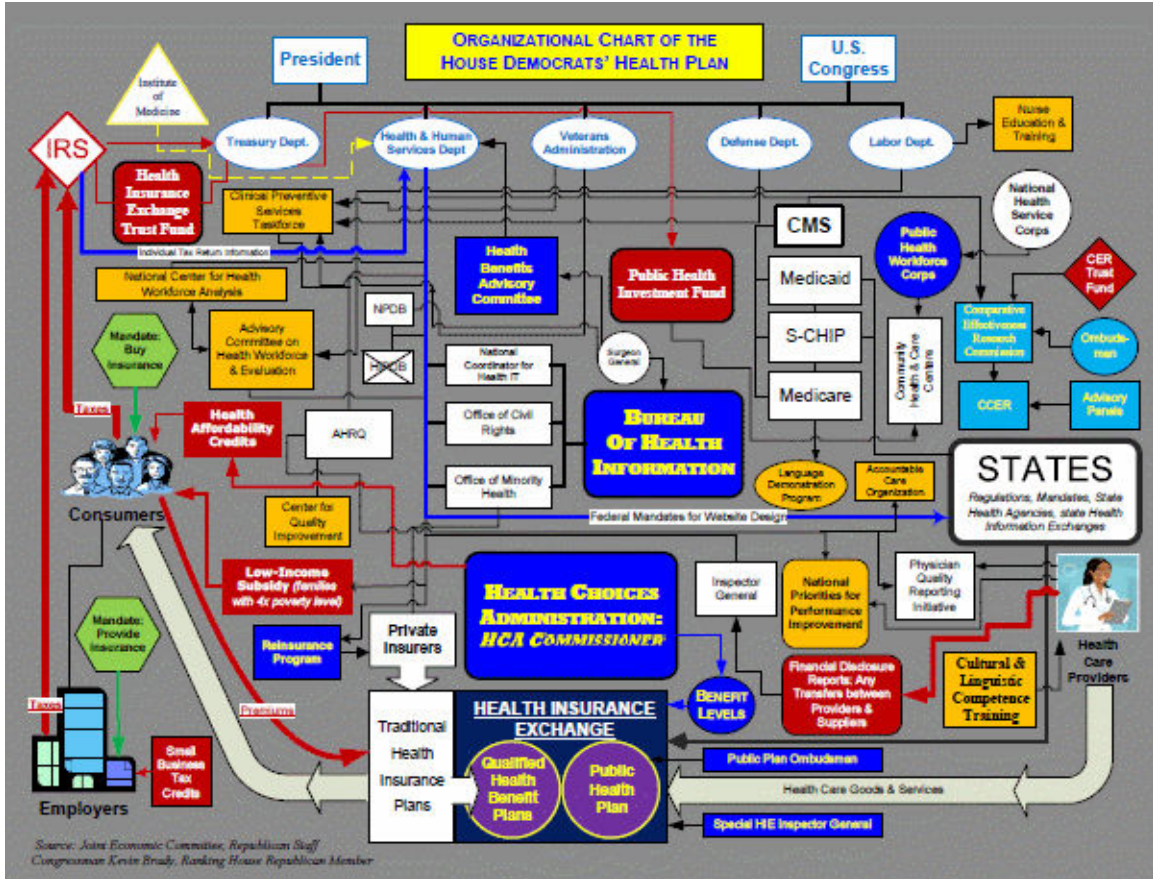 ORGANIZATIONAL CHART OF THE
HOUSE DEMOCRATS' HEALTH PLAN
President
U.S.
Congress
Institute
of
Medicine
IRS
Treasury Dept.
Health & Human
Services Dept
Veterans
Administration
Defense Dept.
Labor Dept.
Nurse
Education &
Training
Health
Insurance
Exchange
Trust Fund
Clinical Preventive
Services
Taskforce
National
Health
Service
Corps
CMS
Public
Health
Workforce
Corps
Individual Tax Return Information
Health
Benefits
Advisory
Committee
Public Health
Investment Fund
CER
Trust
Fund
National Center for Health
Workforce Analysis
Medicaid
NPDB
Mandate:
Buy
Insurance
Advisory
Committee on
Health Workforce
& Evaluation
Comparative
Effectiveness
Research
Commission
Ombuds-
man
S-CHIP
National
Coordinator for
Health IT
Surgeon
General
Community
Health & Care
Centers
Medicare
CCER
Advisory
Panels
Taxes
Health
Affordability
Credits
AHRQ
Office of Civil
Rights
BUREAU
OF HEALTH
INFORMATION
Office of Minority
Health
Language
Demonstration
Program
Accountable
Care
Organization
STATES
Regulations, Mandates, State
Health Agencies, state Health
Information Exchanges
Consumers
Center for
Quality
Improvement
Federal Mandates for Website Design
Low-Income
Subsidy (families
with 4x poverty level)
HEALTH CHOICES
ADMINISTRATION:
HCA COMMISSIONER
Inspector
General
National
Priorities for
Performance
Improvement
Physician
Quality
Reporting
Initiative
Mandate:
Provide
Insurance
Reinsurance
Program
Private
Insurers
Health
Care
Providers
Financial Disclosure
Reports: Any
Transfers between
Providers &
Suppliers
Cultural &
Linguistic
Competence
Training
BENEFIT
LEVELS
Taxes
Premiums
Traditional
Health
Insurance
Plans
HEALTH INSURANCE
EXCHANGE
Qualified
Health
Benefit
Plans
Public
Health
Plan
Public Plan Ombudsman
Small
Business
Tax
Credits
Health Care Goods & Services
Employers
Special HIE Inspector General
Source: Joint Economic Committee, Republican Staff
Congressman Kevin Brady, Ranking House Republican Member